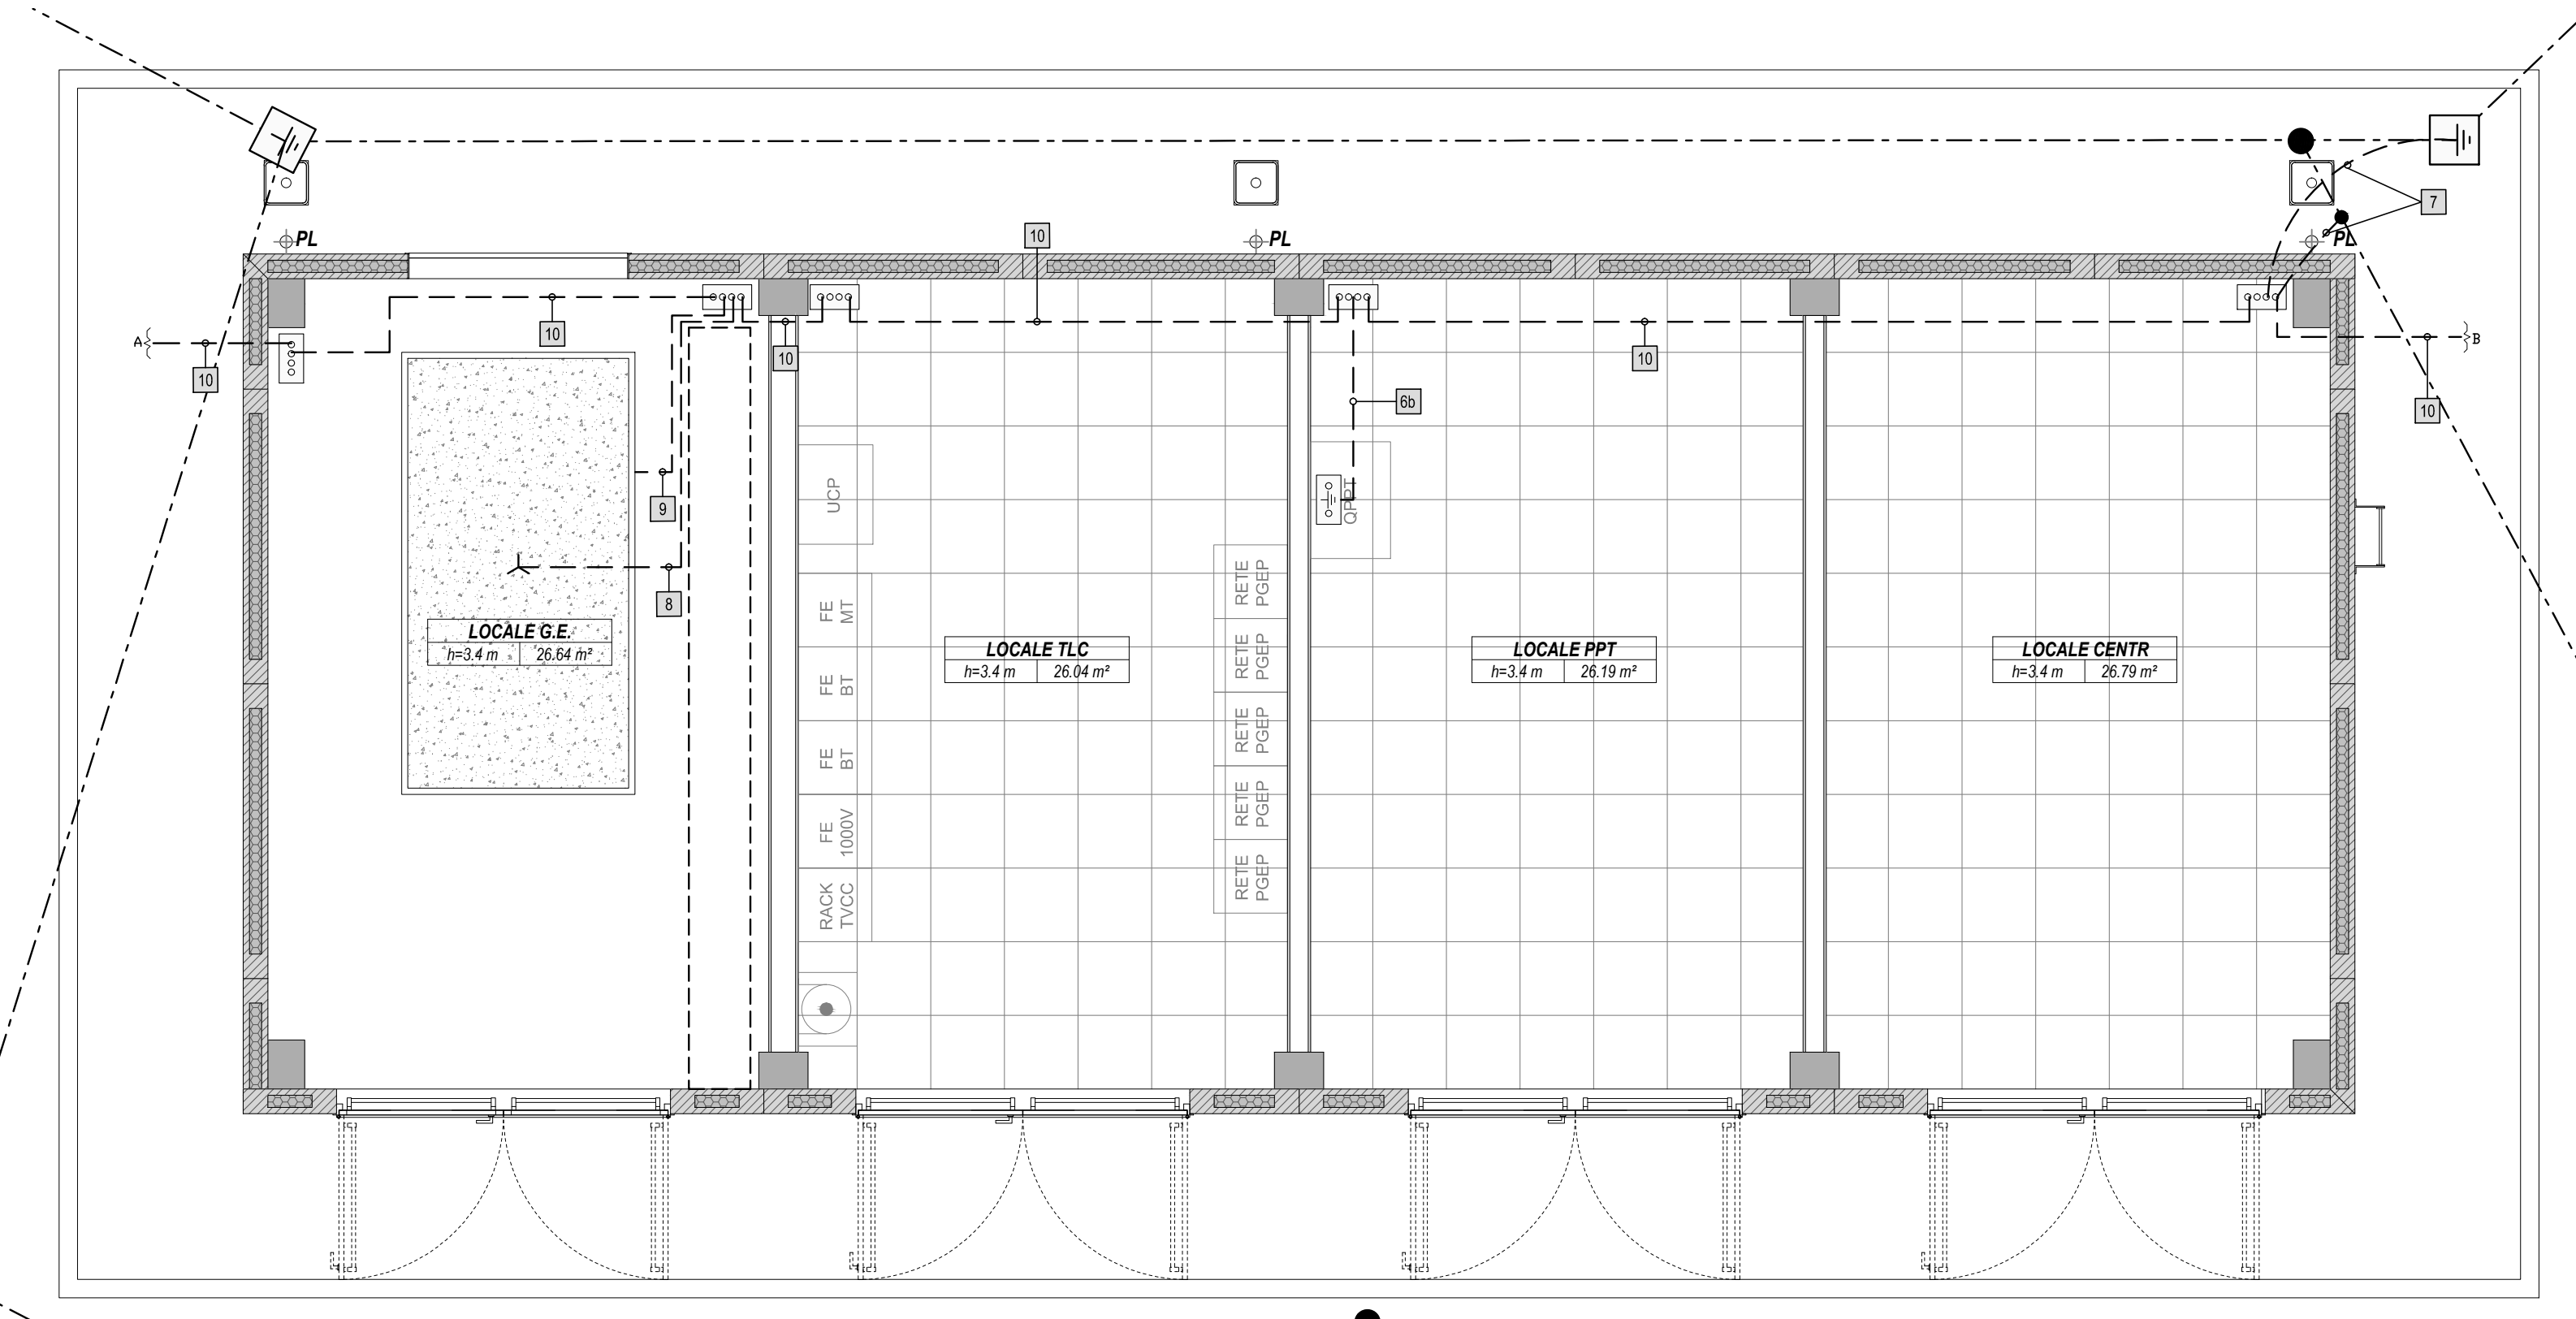 7
PL
PL
PL
10
A
10
10
10
10
B
10
6b
9
8
UCP
QPPT
FE
MT
FE
BT
FE
BT
FE
1000V
RACK
TVCC
RETE
PGEP
RETE
PGEP
RETE
PGEP
RETE
PGEP
RETE
PGEP
LOCALE G.E.
h=3.4 m 26.64 m²
LOCALE TLC
h=3.4 m 26.04 m²
LOCALE PPT
h=3.4 m 26.19 m²
LOCALE CENTR
h=3.4 m 26.79 m²